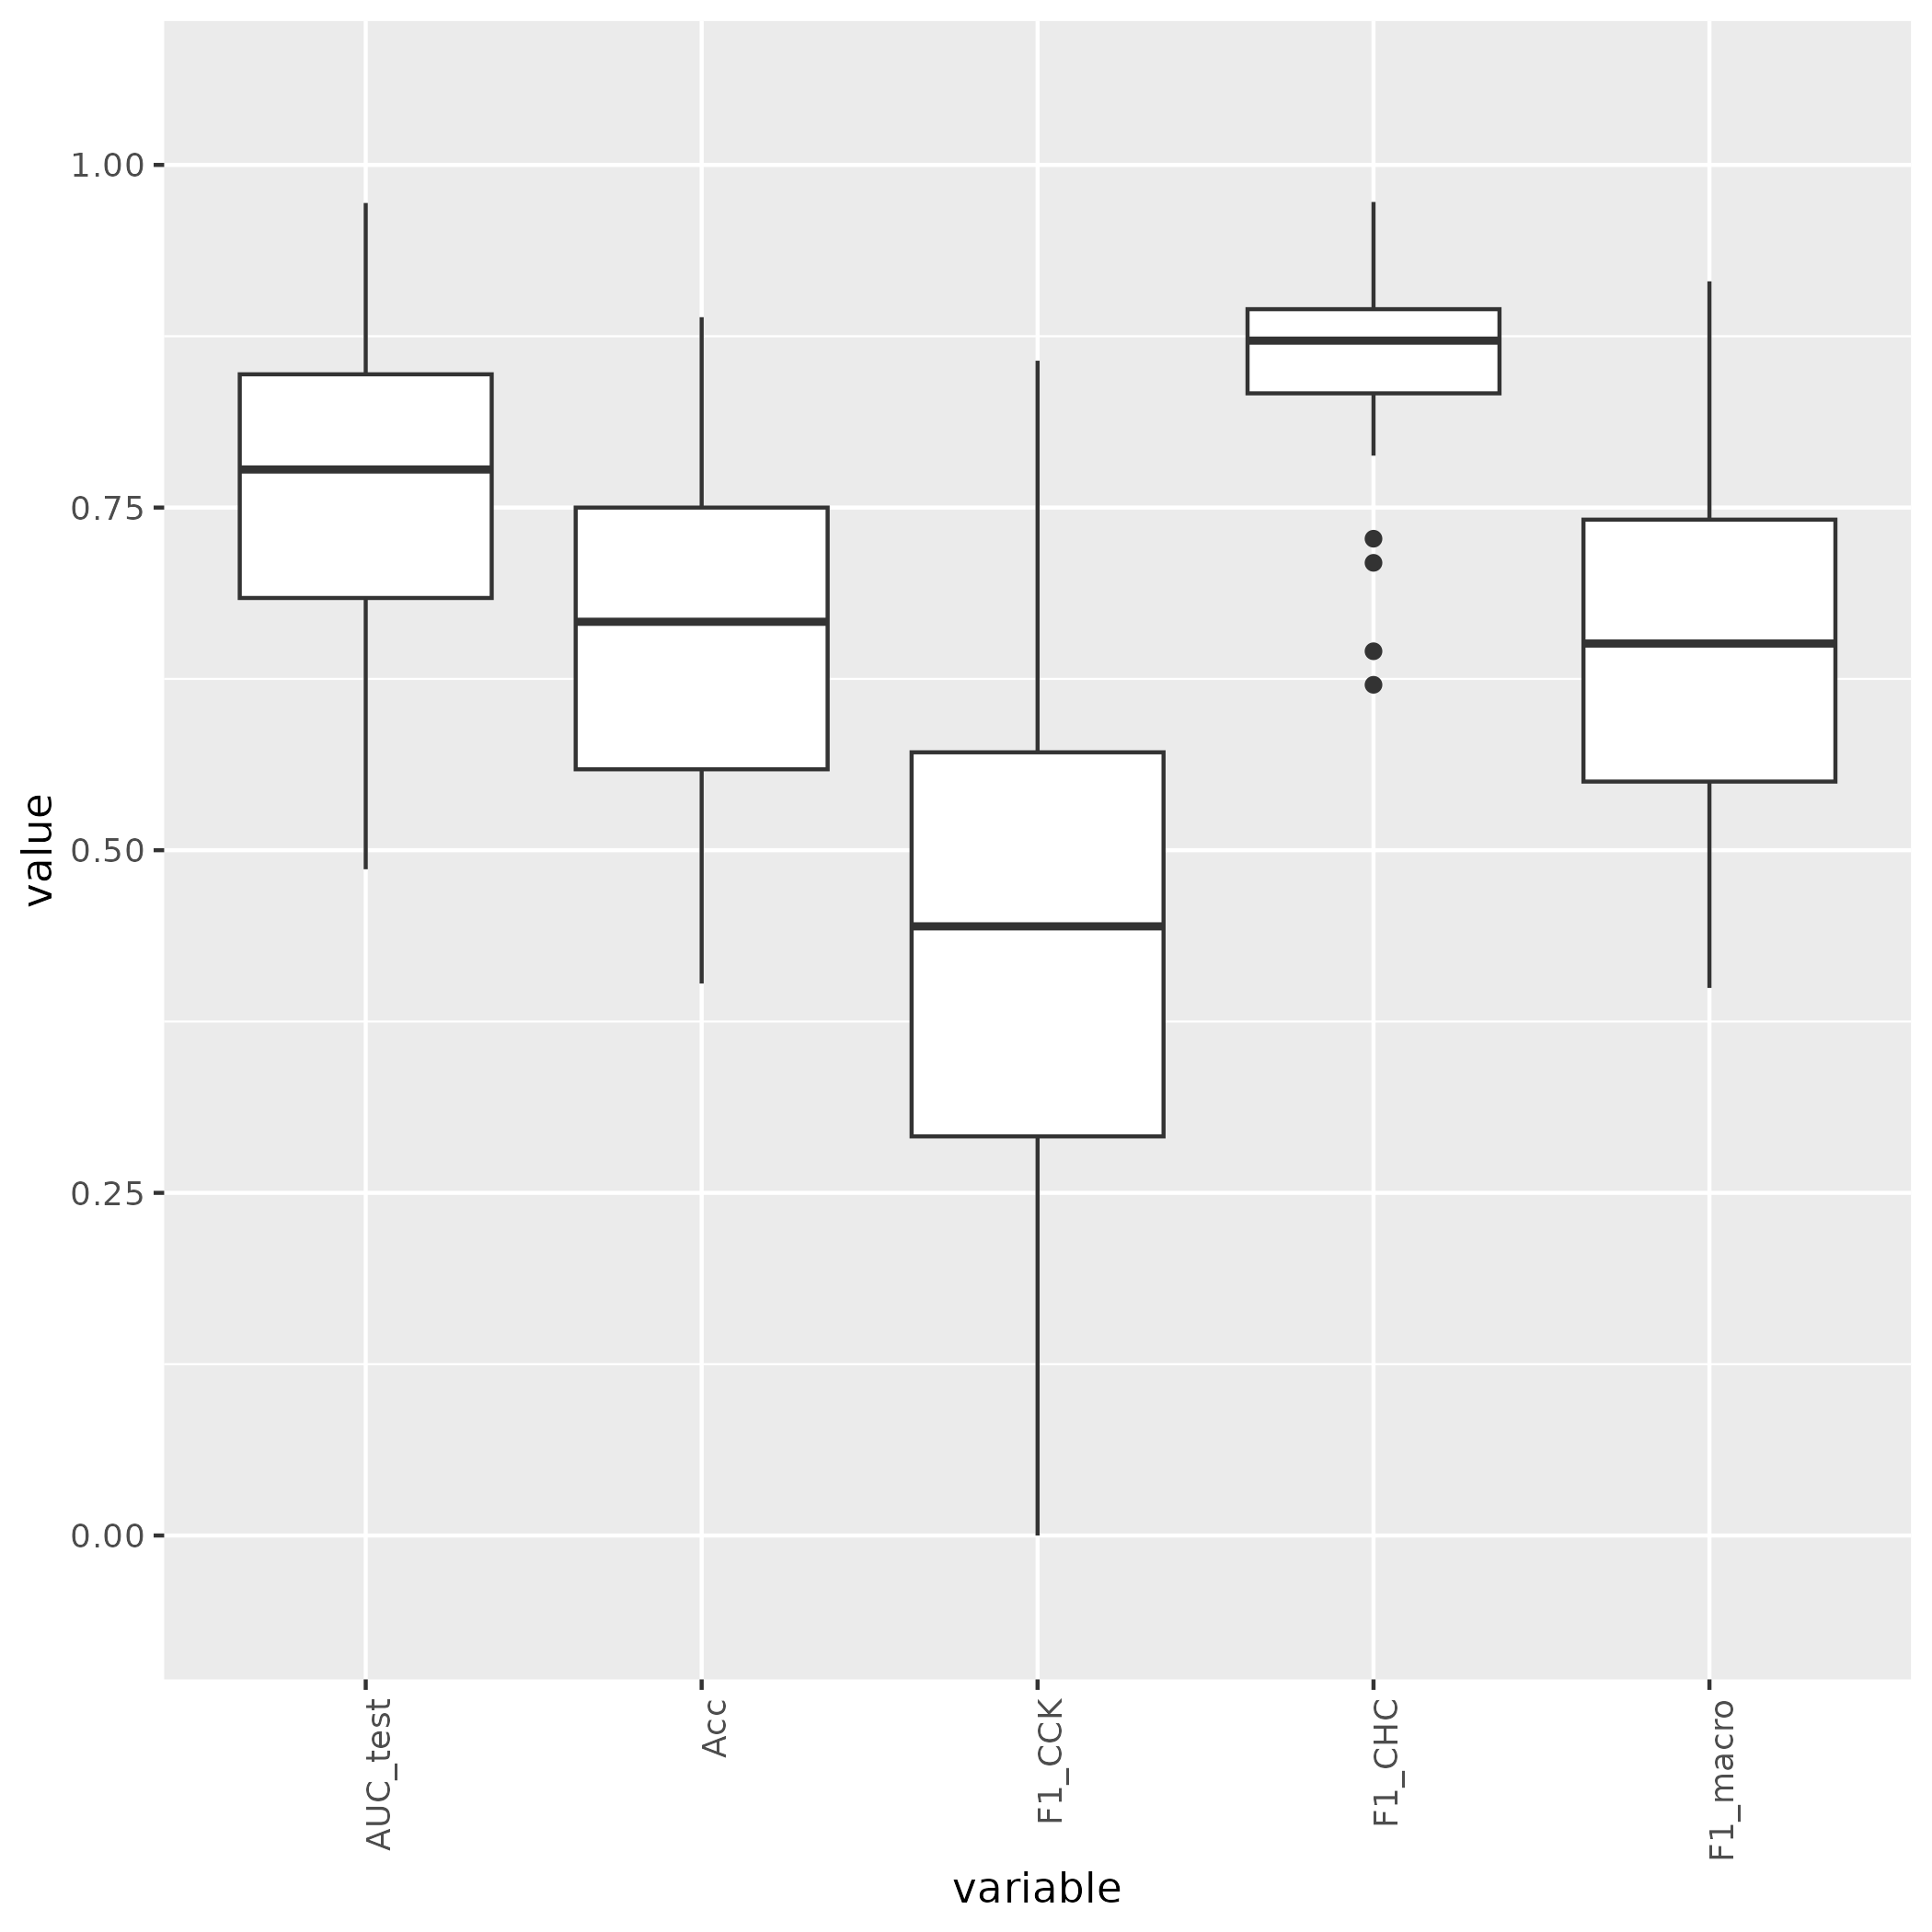 value
1.00
0.75
0.50
0.25
0.00
AUC_test
Acc
F1_CCK
F1_CHC
F1_macro
variable